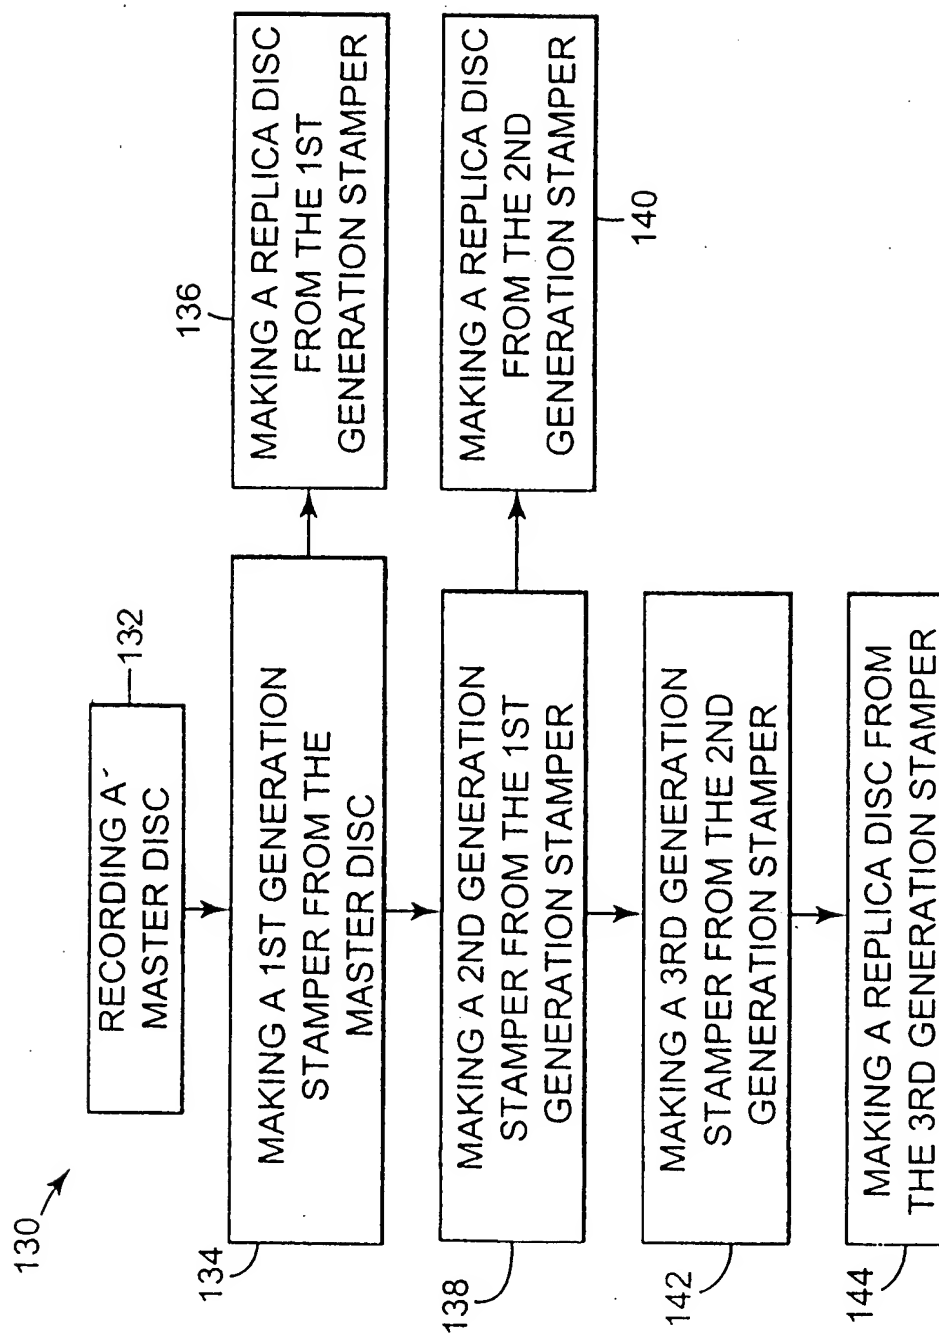 130
RECORDING A
MASTER DISC
132
134
MAKING A 1ST GENERATION
STAMPER FROM THE
MASTER DISC
136
MAKING A REPLICA DISC
FROM THE 1ST
GENERATION STAMPER
138
MAKING A 2ND GENERATION
STAMPER FROM THE 1ST
GENERATION STAMPER
MAKING A REPLICA DISC
FROM THE 2ND
GENERATION STAMPER
140
142
MAKING A 3RD GENERATION
STAMPER FROM THE 2ND
GENERATION STAMPER
144
MAKING A REPLICA DISC FROM
THE 3RD GENERATION STAMPER